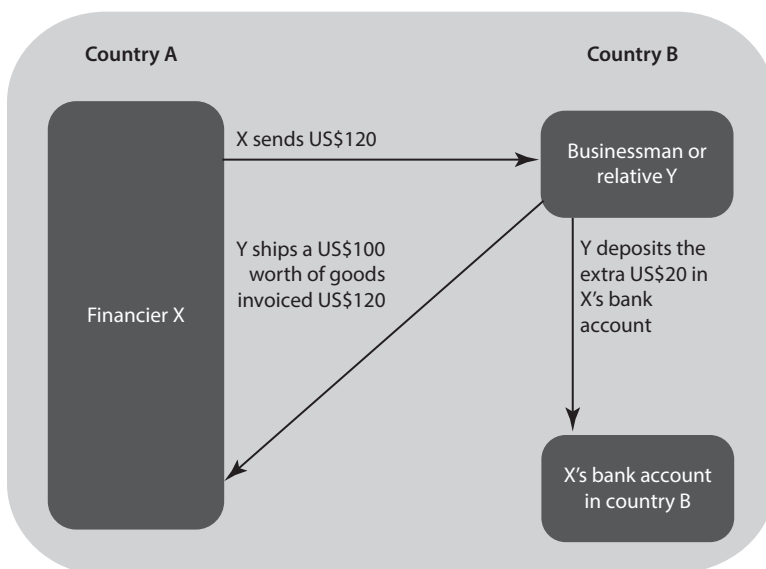 Country A
Country B
X sends US$120
Businessman or
relative Y
Y ships a US$100
worth of goods
invoiced US$120
Y deposits the
extra US$20 in
X's bank
account
Financier X
X's bank account
in country B